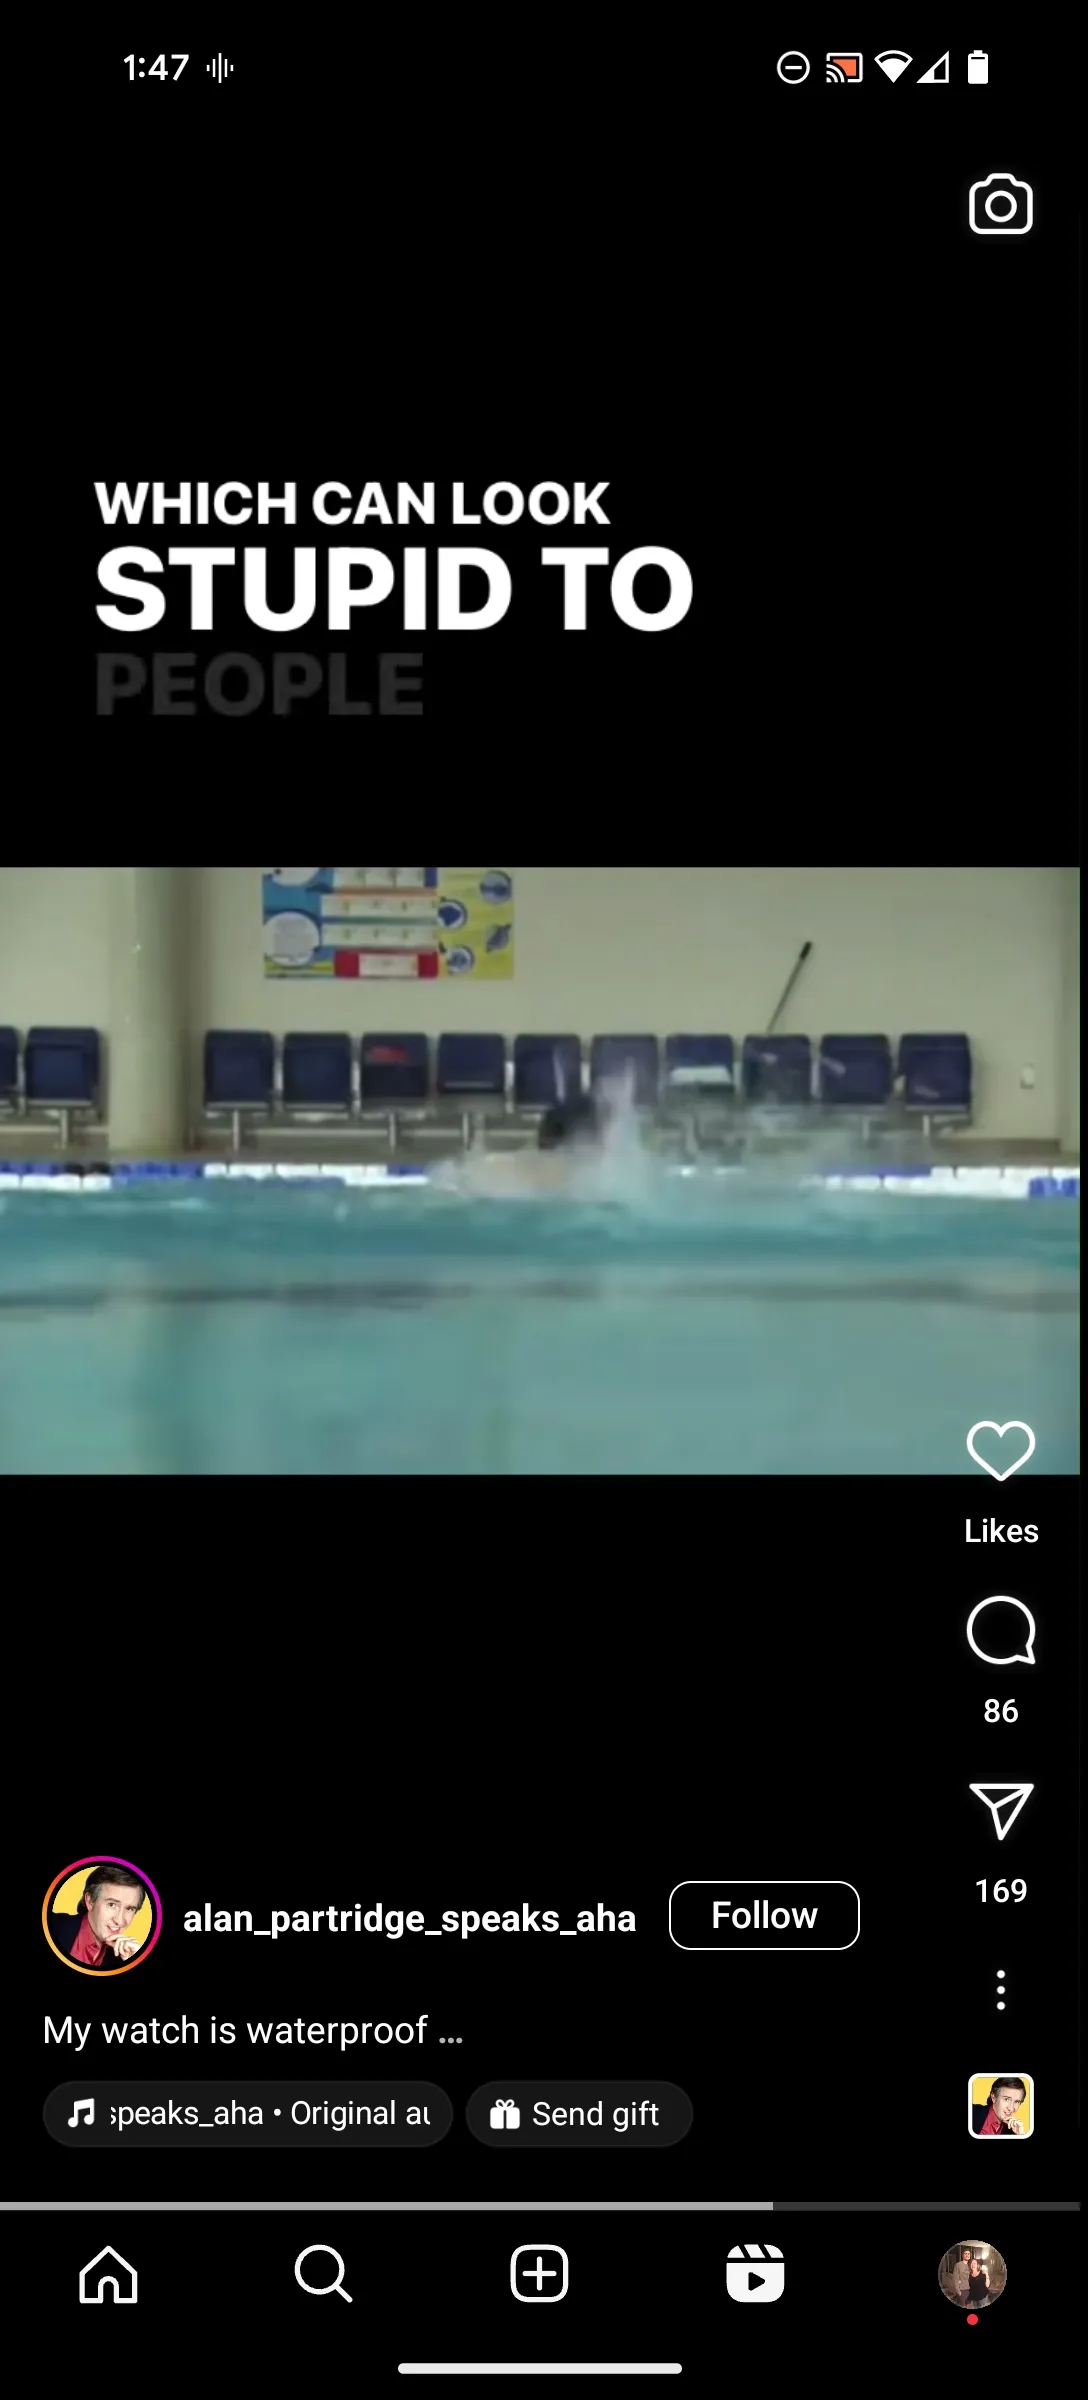 1:47
WHICH CAN LOOK
STUPID TO
PEOPLE
Likes
86
169
alan_partridge_speaks_aha
Follow
My watch is waterproof ...
speaks_aha • Original au
Send gift